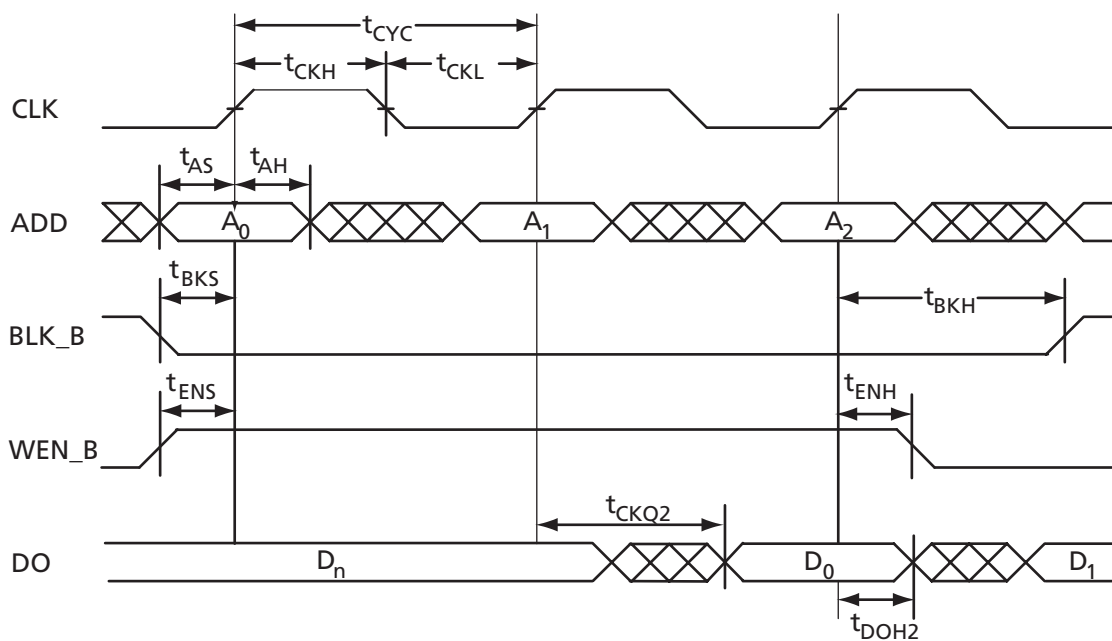 tCYC
tCKH tCKL
CLK
tAS tAH
ADD A0 A1 A2
tBKS tBKH
BLK_B
tENS tENH
WEN_B
tCKQ2
DO Dn D0 D1
tDOH2